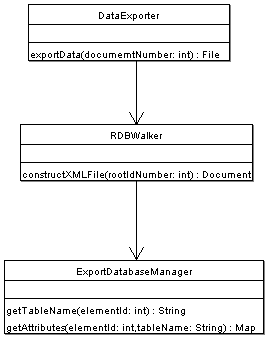 DataExporter
exportData(documemtNumber: int) : File
RDBWalker
constructXMLFile(rootIdNumber: int) : Document
ExportDatabaseManager
getTableName(elementId: int) : String
getAttributes(elementId: int,tableName: String) : Map